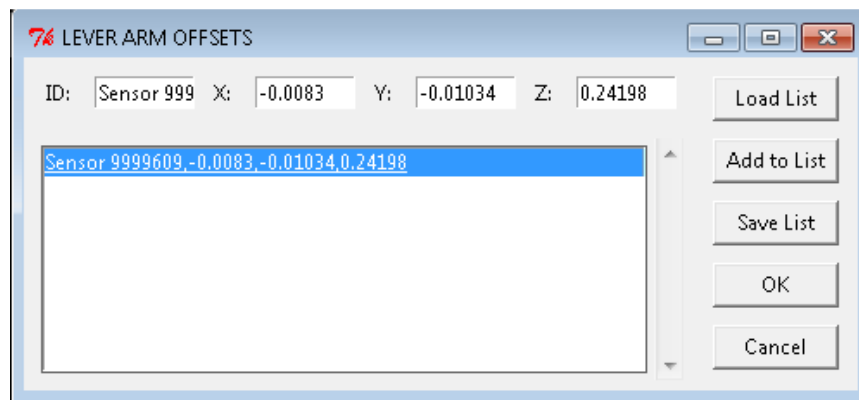 LEVER ARM OFFSETS
ID: Sensor 999 X: -0.0083 Y: -0.01034 Z: 0.24198
Load List
Sensor 9999609,-0.0083,-0.01034,0.24198
Add to List
Save List
OK
Cancel